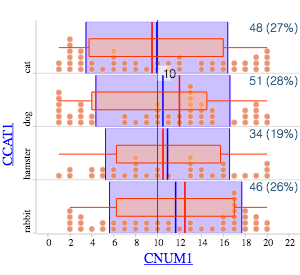 48 (27%)
cat
10
51 (28%)
dog
34 (19%)
hamster
46 (26%)
rabbit
CCAT1
0 2 4 6 8 10 12 14 16 18 20 22
CNUM1